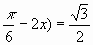 π/6 − 2x) = √3/2